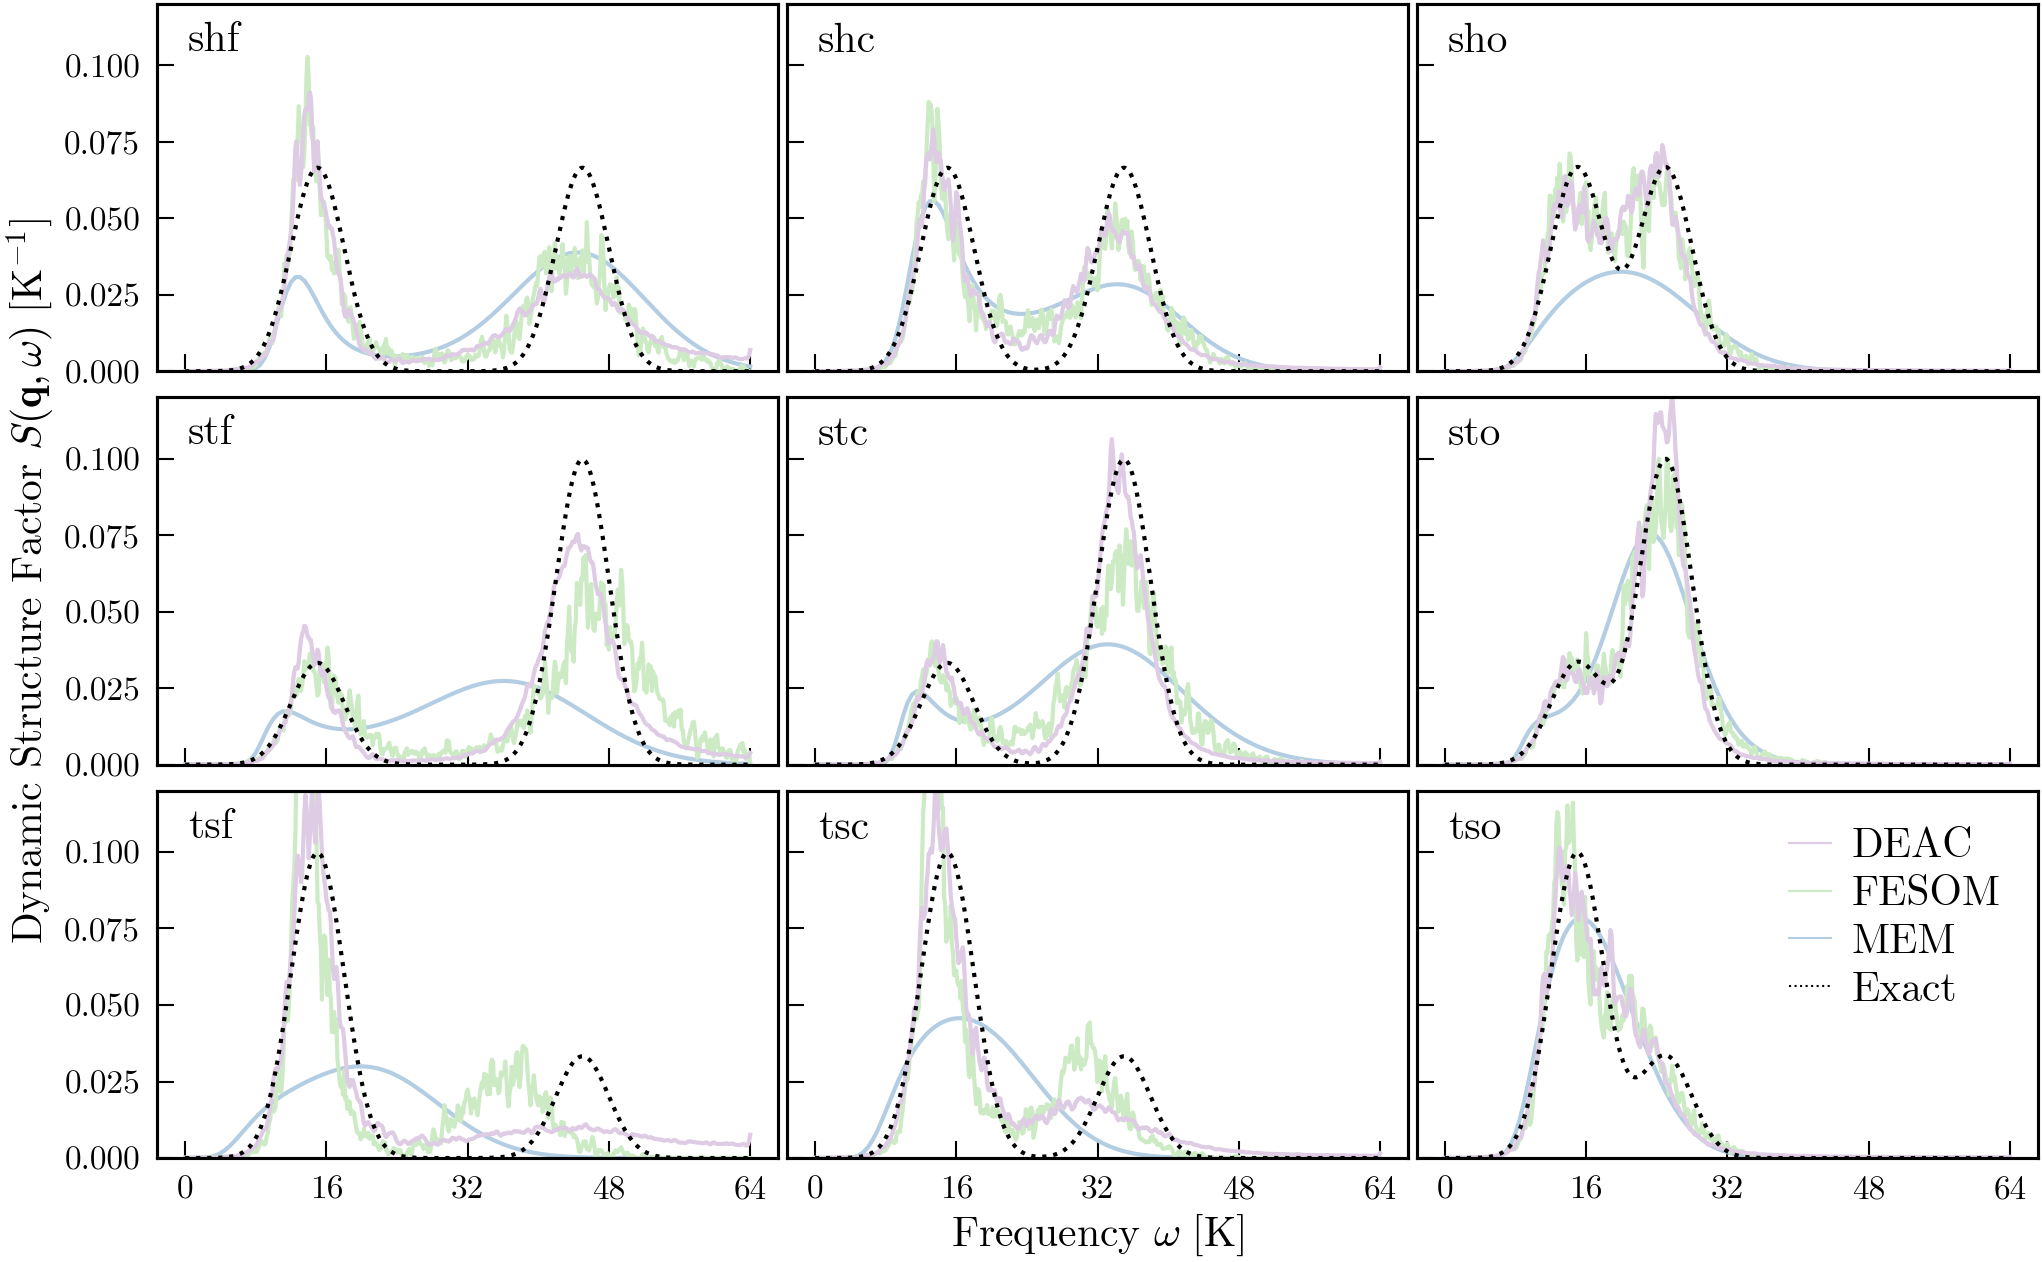 Dynamic Structure Factor S(q, ω) [K⁻¹]
shf
shc
sho
0.100
0.075
0.050
0.025
0.000
stf
stc
sto
0.100
0.075
0.050
0.025
0.000
tsf
tsc
tso
0.100
0.075
0.050
0.025
0.000
DEAC
FESOM
MEM
Exact
0 16 32 48 64
0 16 32 48 64
0 16 32 48 64
Frequency ω [K]